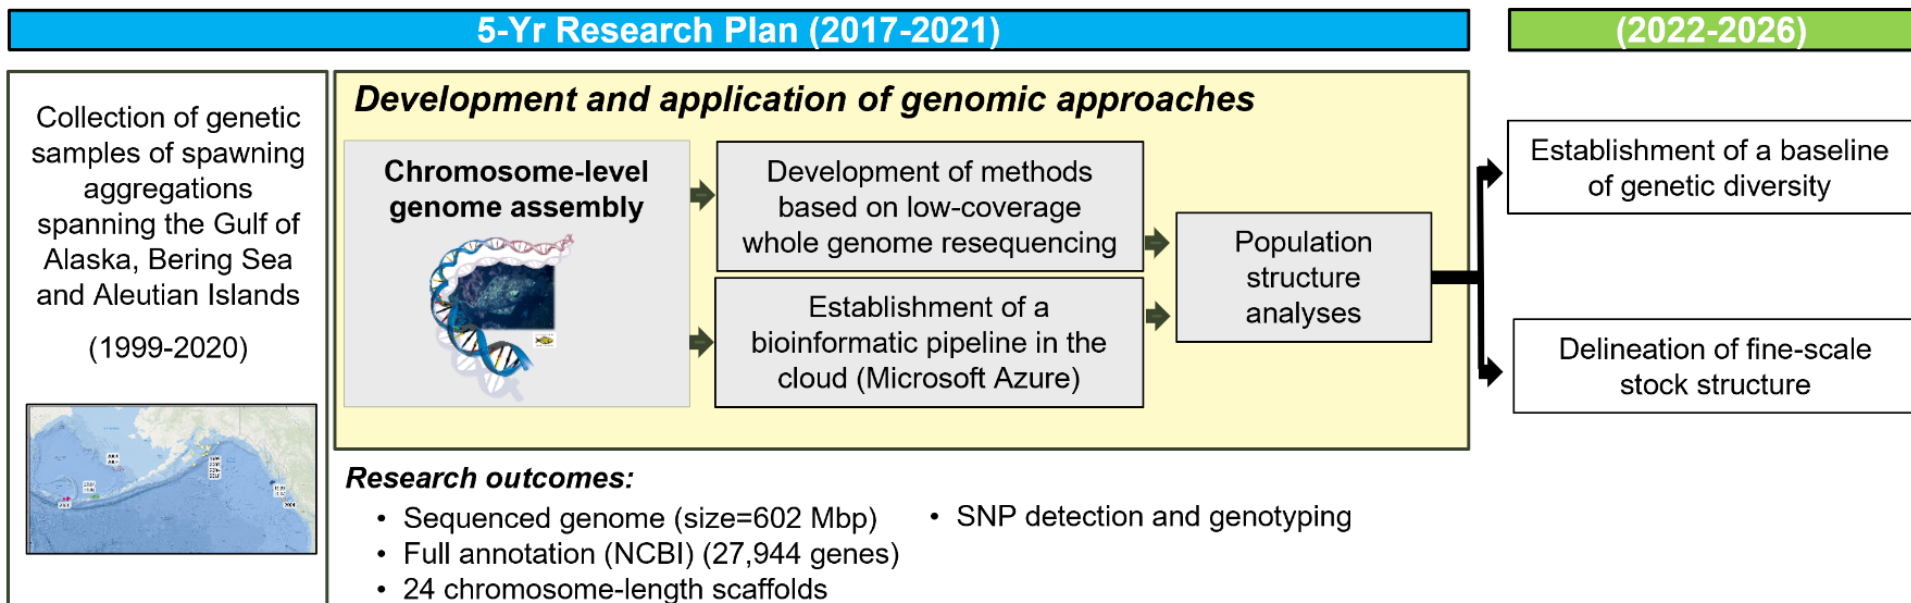 5-Yr Research Plan (2017-2021)
(2022-2026)
Collection of genetic
samples of spawning
aggregations
spanning the Gulf of
Alaska, Bering Sea
and Aleutian Islands
(1999-2020)
Development and application of genomic approaches
Chromosome-level
genome assembly
Development of methods
based on low-coverage
whole genome resequencing
Establishment of a
bioinformatic pipeline in the
cloud (Microsoft Azure)
Population
structure
analyses
Establishment of a baseline
of genetic diversity
Delineation of fine-scale
stock structure
Research outcomes:
• Sequenced genome (size=602 Mbp)
• Full annotation (NCBI) (27,944 genes)
• 24 chromosome-length scaffolds
• SNP detection and genotyping